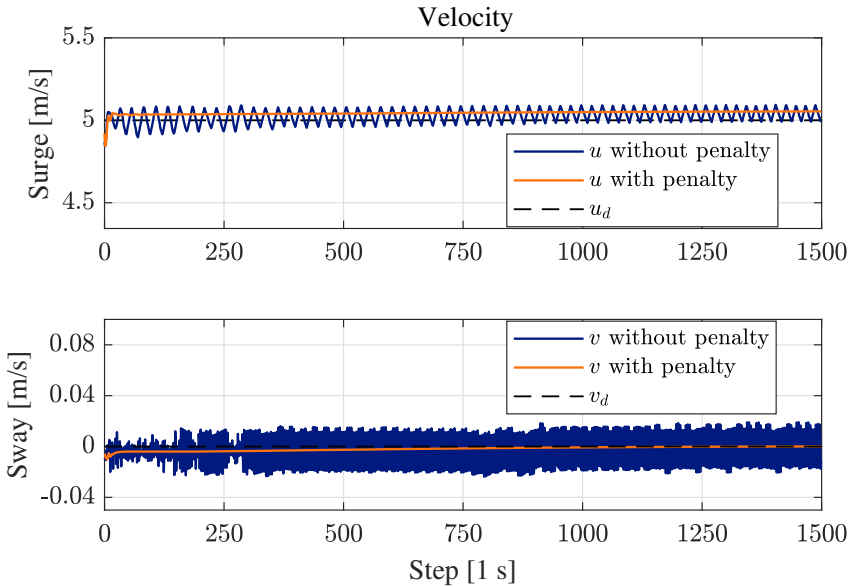 Velocity
5.5
5
4.5
Surge [m/s]
u without penalty
u with penalty
u_d
0 250 500 750 1000 1250 1500
0.08
0.04
0
-0.04
Sway [m/s]
v without penalty
v with penalty
v_d
0 250 500 750 1000 1250 1500
Step [1 s]